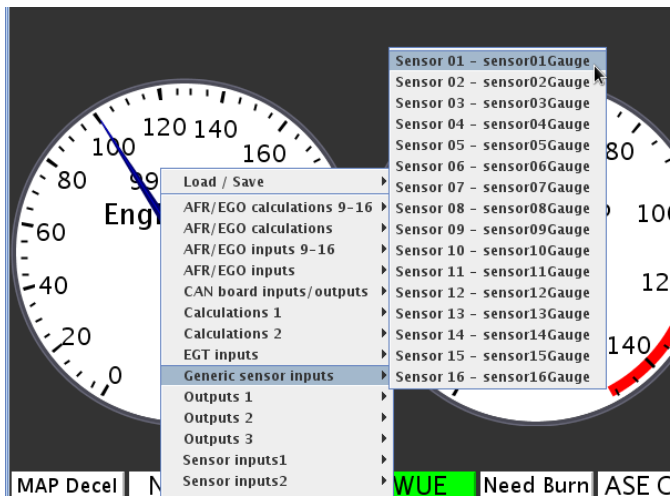 120 140
100
160
80
99
Engi
60
40
20
0
Load / Save
AFR/EGO calculations 9-16
AFR/EGO calculations
AFR/EGO inputs 9-16
AFR/EGO inputs
CAN board inputs/outputs
Calculations 1
Calculations 2
EGT inputs
Generic sensor inputs
Outputs 1
Outputs 2
Outputs 3
Sensor inputs1
Sensor inputs2
Sensor 01 - sensor01Gauge
Sensor 02 - sensor02Gauge
Sensor 03 - sensor03Gauge
Sensor 04 - sensor04Gauge
Sensor 05 - sensor05Gauge
Sensor 06 - sensor06Gauge
Sensor 07 - sensor07Gauge
Sensor 08 - sensor08Gauge
Sensor 09 - sensor09Gauge
Sensor 10 - sensor10Gauge
Sensor 11 - sensor11Gauge
Sensor 12 - sensor12Gauge
Sensor 13 - sensor13Gauge
Sensor 14 - sensor14Gauge
Sensor 15 - sensor15Gauge
Sensor 16 - sensor16Gauge
80
100
12
140
MAP Decel N WUE Need Burn ASE